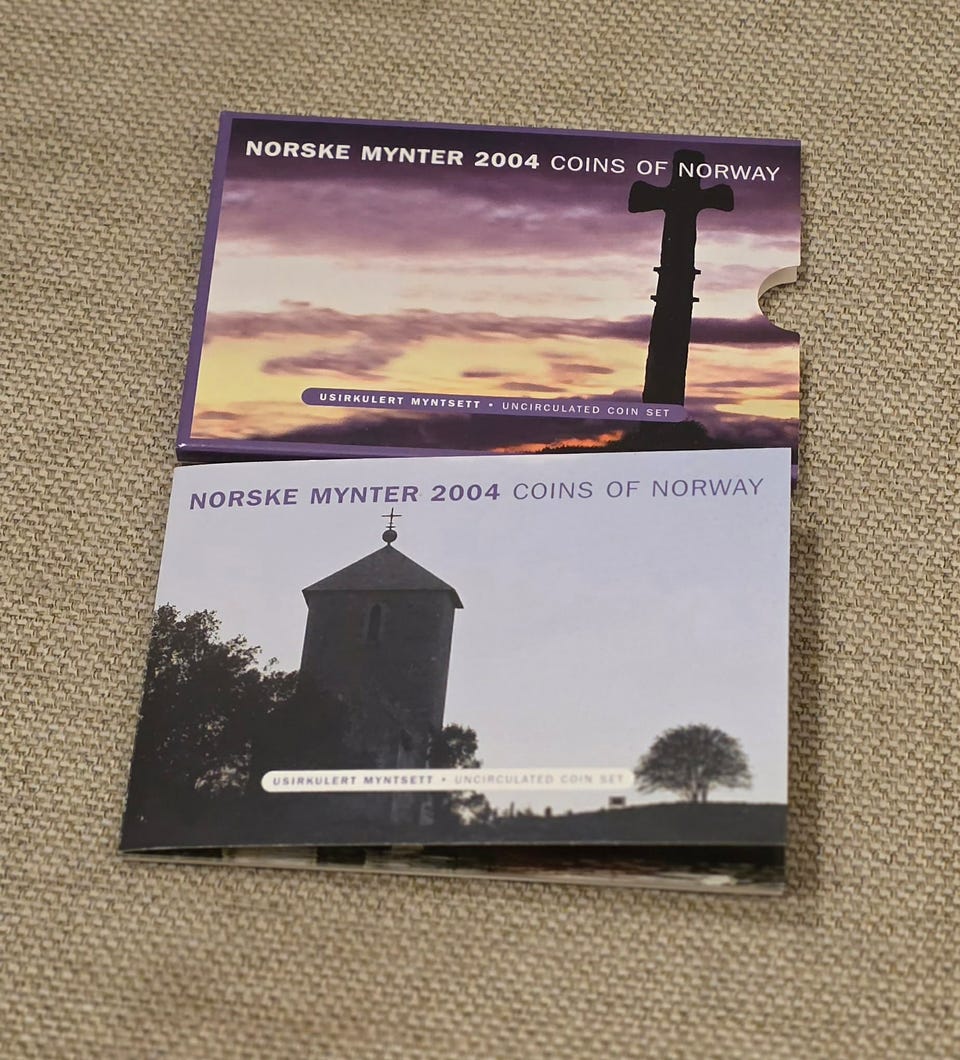 NORSKE MYNTER 2004 COINS OF NORWAY
USIRKULERT MYNTSETT • UNCIRCULATED COIN SET
NORSKE MYNTER 2004 COINS OF NORWAY
USIRKULERT MYNTSETT • UNCIRCULATED COIN SET